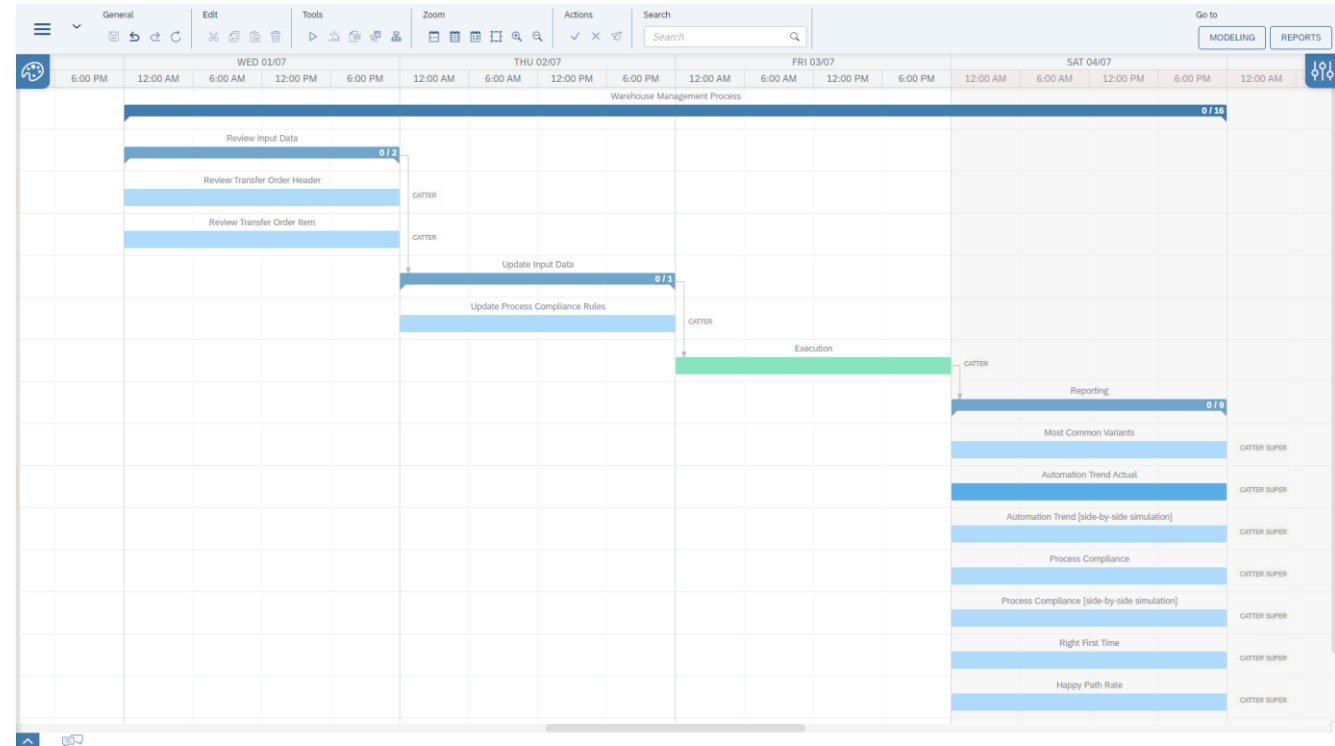 General Edit Tools Zoom Actions Search Go to
Search
MODELING REPORTS
WED 01/07 THU 02/07 FRI 03/07 SAT 04/07
6:00 PM 12:00 AM 6:00 AM 12:00 PM 6:00 PM 12:00 AM 6:00 AM 12:00 PM 6:00 PM 12:00 AM 6:00 AM 12:00 PM 6:00 PM 12:00 AM 6:00 AM 12:00 PM 6:00 PM 12:00 AM
Warehouse Management Process
0 / 16
Review Input Data
0 / 2
Review Transfer Order Header
CATTER
Review Transfer Order Item
CATTER
Update Input Data
0 / 1
Update Process Compliance Rules
CATTER
Execution
CATTER
Reporting
0 / 9
Most Common Variants
CATTER SUPER
Automation Trend Actual
CATTER SUPER
Automation Trend [side-by-side simulation]
CATTER SUPER
Process Compliance
CATTER SUPER
Process Compliance [side-by-side simulation]
CATTER SUPER
Right First Time
CATTER SUPER
Happy Path Rate
CATTER SUPER